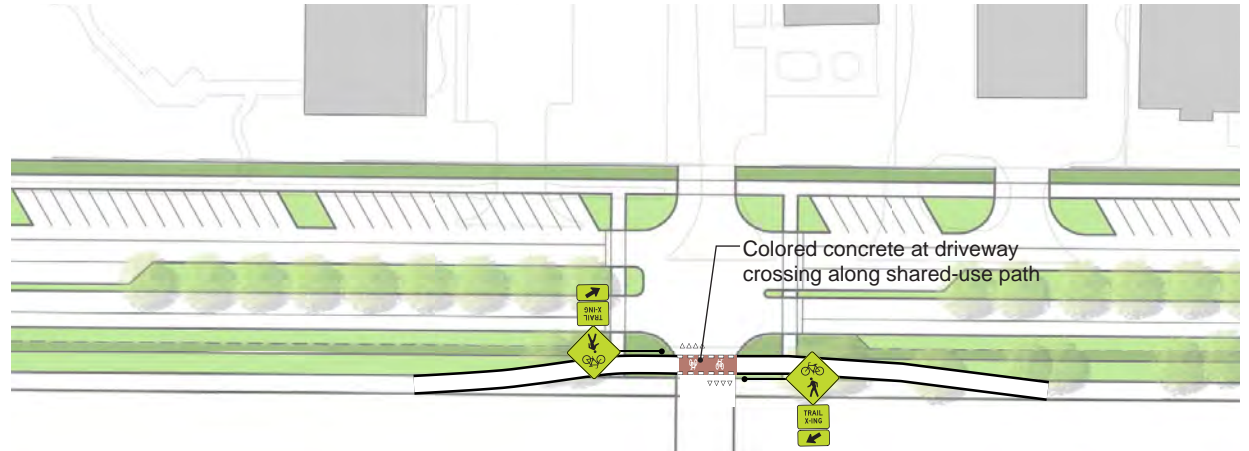 Colored concrete at driveway
crossing along shared-use path
TRAIL
X-ING
TRAIL
X-ING